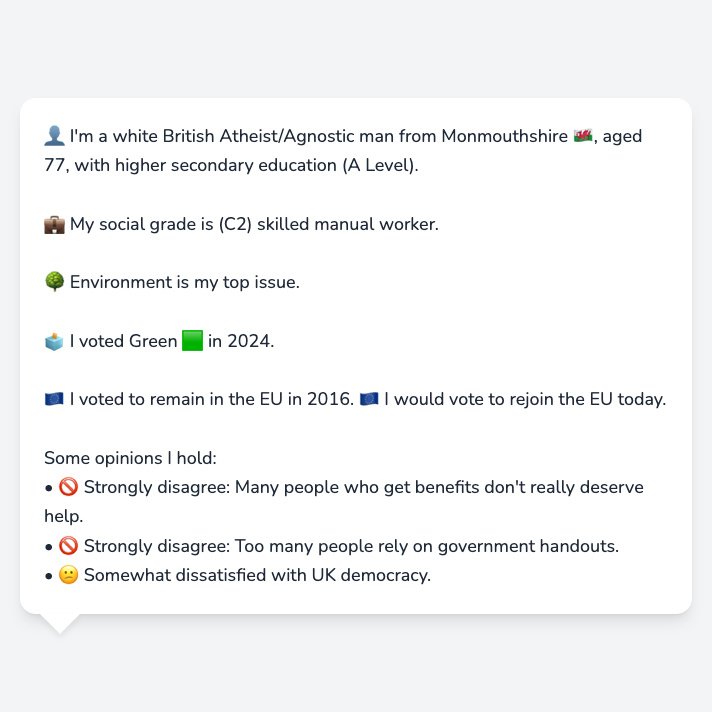 👤 I'm a white British Atheist/Agnostic man from Monmouthshire 🏴󠁧󠁢󠁷󠁬󠁳󠁿, aged
77, with higher secondary education (A Level).
💼 My social grade is (C2) skilled manual worker.
🌳 Environment is my top issue.
🗳️ I voted Green 🟩 in 2024.
🇪🇺 I voted to remain in the EU in 2016. 🇪🇺 I would vote to rejoin the EU today.
Some opinions I hold:
• 🚫 Strongly disagree: Many people who get benefits don't really deserve
help.
• 🚫 Strongly disagree: Too many people rely on government handouts.
• 😕 Somewhat dissatisfied with UK democracy.